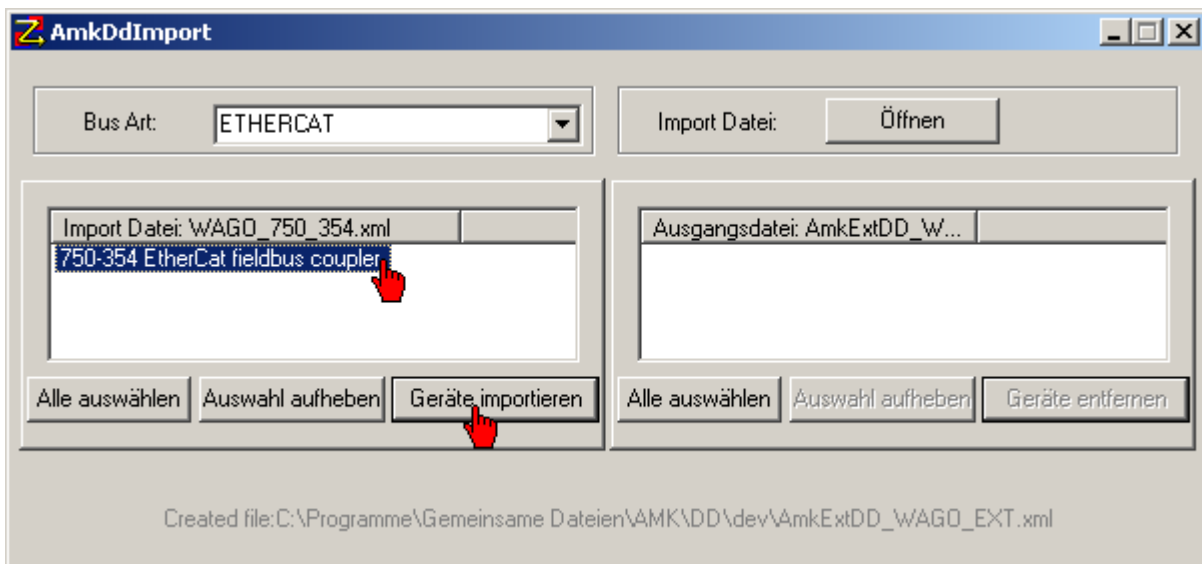 AmkDdImport
Bus Art:
ETHERCAT
Import Datei:
Öffnen
Import Datei: WAGO_750_354.xml
750-354 EtherCat fieldbus coupler
Alle auswählen
Auswahl aufheben
Geräte importieren
Ausgangsdatei: AmkExtDD_W...
Alle auswählen
Auswahl aufheben
Geräte entfernen
Created file:C:\Programme\Gemeinsame Dateien\AMK\DD\dev\AmkExtDD_WAGO_EXT.xml